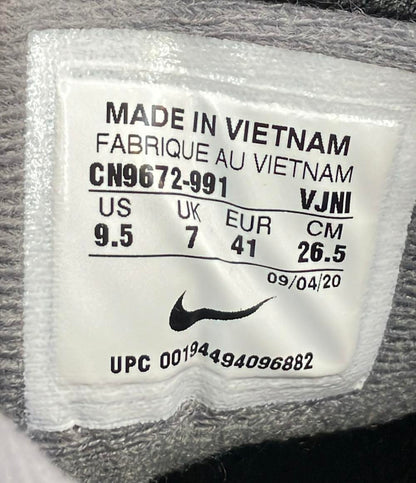 MADE IN VIETNAM
FABRIQUE AU VIETNAM
CN9672-991 VJNI
US UK EUR CM
9.5 7 41 26.5
09/04/20
UPC 00194494096882